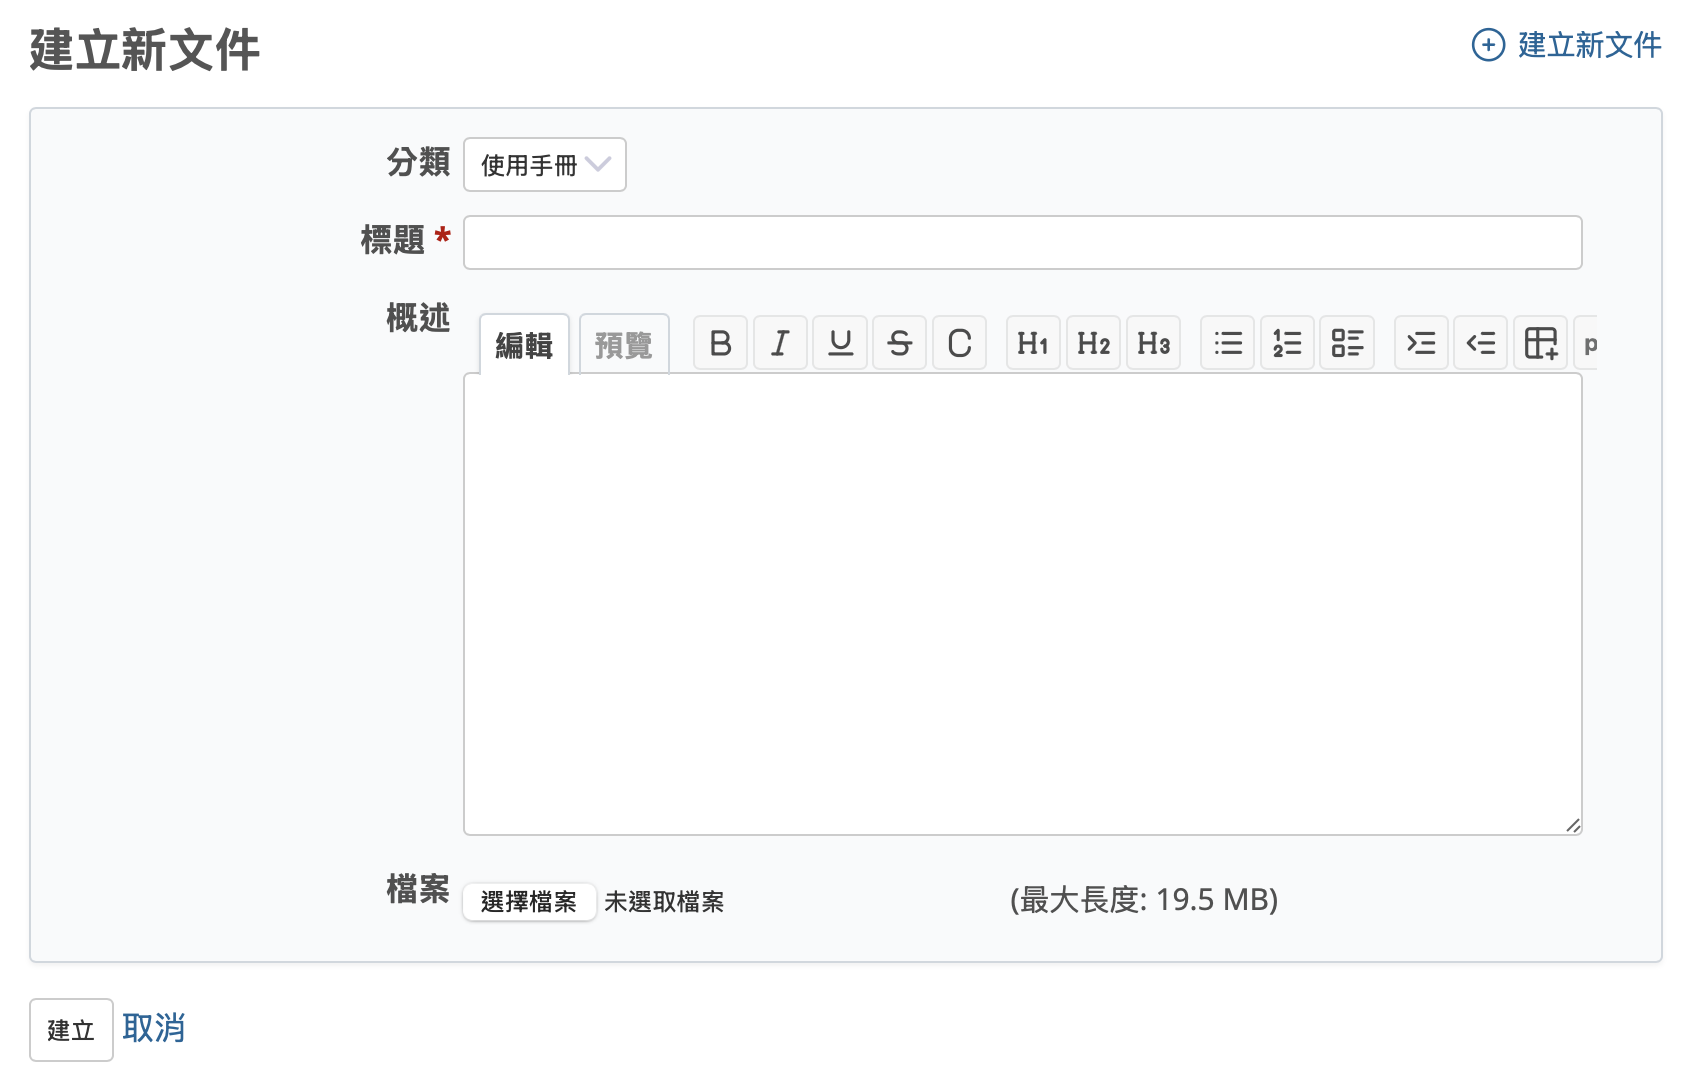 建立新文件
建立新文件
分類 使用手冊
標題 *
概述 編輯 預覽 B I U S C H1 H2 H3 p
檔案 選擇檔案 未選取檔案 (最大長度: 19.5 MB)
建立 取消